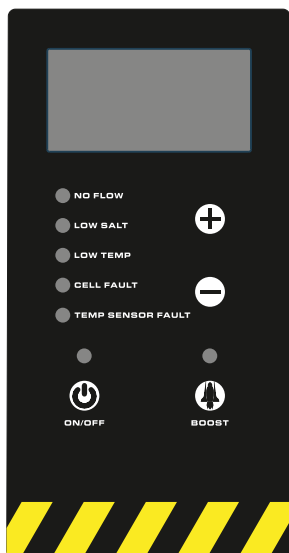 NO FLOW
LOW SALT
LOW TEMP
CELL FAULT
TEMP SENSOR FAULT
ON/OFF
BOOST